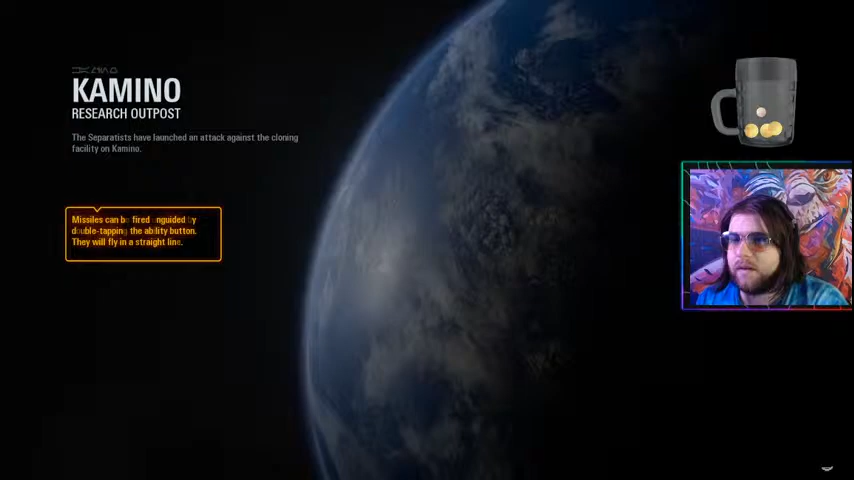 KAMINO
RESEARCH OUTPOST
The Separatists have launched an attack against the cloning
facility on Kamino.
Missiles can be fired unguided by
double-tapping the ability button.
They will fly in a straight line.